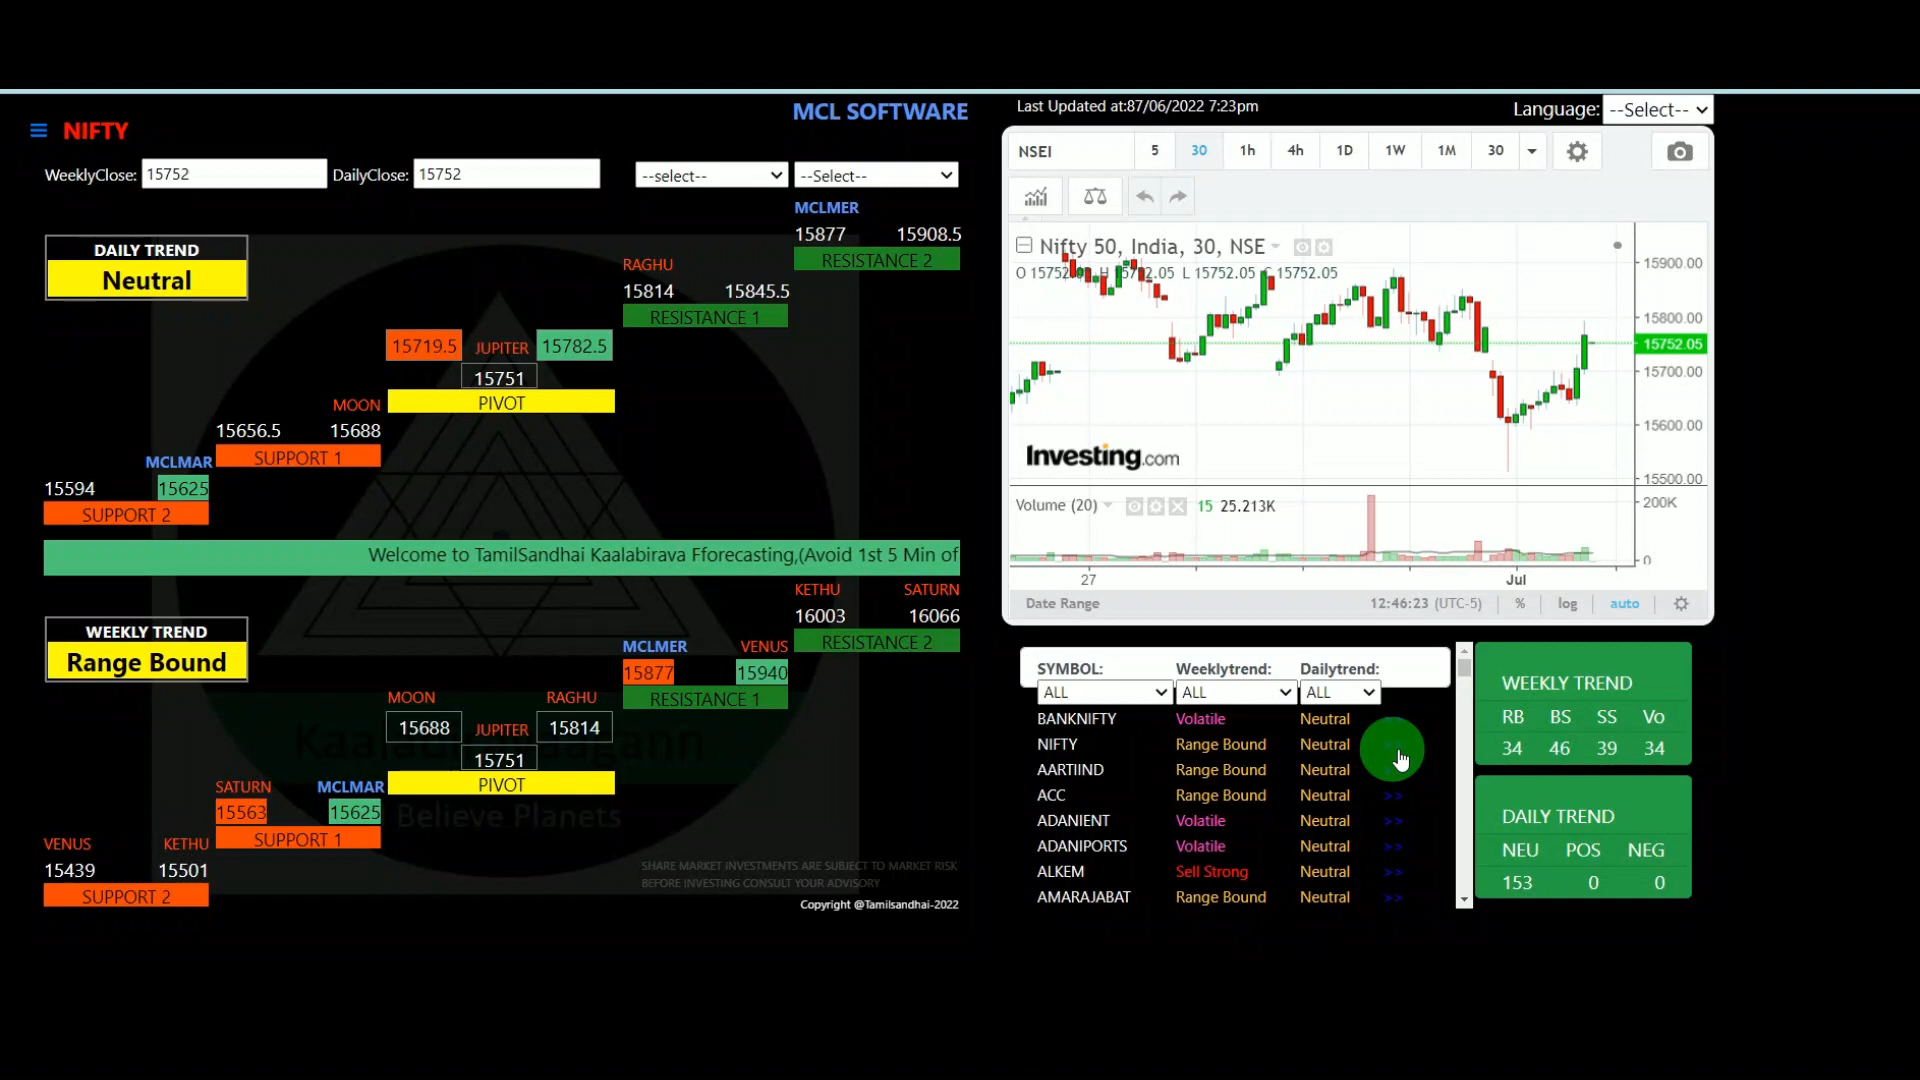 MCL SOFTWARE
NIFTY
WeeklyClose: 15752 DailyClose: 15752 --select-- --Select--
MCLMER
15877 15908.5
RESISTANCE 2
DAILY TREND
Neutral
RAGHU
15814 15845.5
RESISTANCE 1
15719.5 JUPITER 15782.5
15751
PIVOT
MOON
15656.5 15688
SUPPORT 1
MCLMAR
15594 15625
SUPPORT 2
Welcome to TamilSandhai Kaalabirava Fforecasting,(Avoid 1st 5 Min of
KETHU SATURN
16003 16066
RESISTANCE 2
WEEKLY TREND
Range Bound
MCLMER VENUS
15877 15940
RESISTANCE 1
MOON RAGHU
15688 JUPITER 15814
15751
PIVOT
SATURN MCLMAR
15563 15625
SUPPORT 1
Believe Planets
VENUS KETHU
15439 15501
SUPPORT 2
SHARE MARKET INVESTMENTS ARE SUBJECT TO MARKET RISK
BEFORE INVESTING CONSULT YOUR ADVISORY
Copyright @Tamilsandhai-2022
Last Updated at:87/06/2022 7:23pm
Language: --Select--
NSEI 5 30 1h 4h 1D 1W 1M 30
Nifty 50, India, 30, NSE
O 15752.05 H 15752.05 L 15752.05 C 15752.05
15900.00
15800.00
15752.05
15700.00
15600.00
15500.00
Investing.com
Volume (20) 15 25.213K
200K
0
27 Jul
Date Range 12:46:23 (UTC-5) % log auto
SYMBOL: Weeklytrend: Dailytrend:
ALL ALL ALL
BANKNIFTY Volatile Neutral
NIFTY Range Bound Neutral
AARTIIND Range Bound Neutral
ACC Range Bound Neutral >>
ADANIENT Volatile Neutral >>
ADANIPORTS Volatile Neutral >>
ALKEM Sell Strong Neutral >>
AMARAJABAT Range Bound Neutral >>
WEEKLY TREND
RB BS SS Vo
34 46 39 34
DAILY TREND
NEU POS NEG
153 0 0